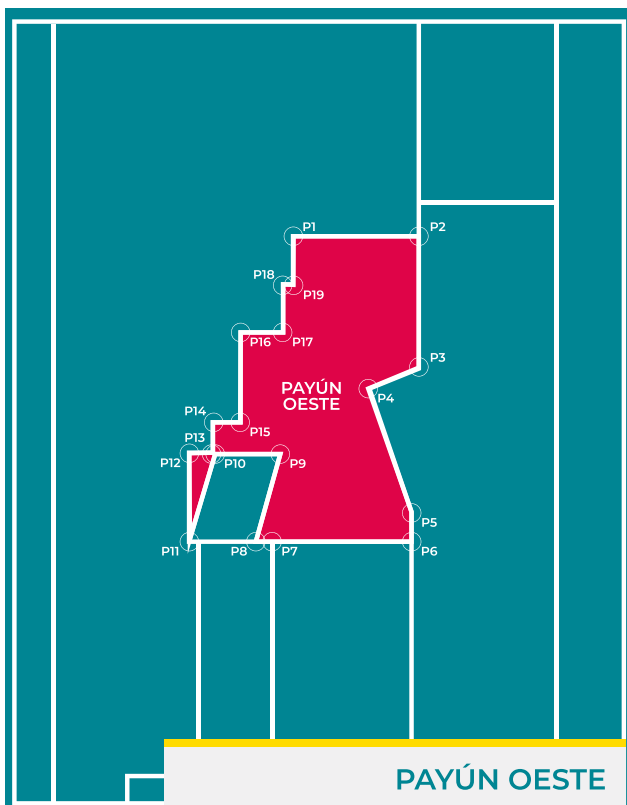 P1
P2
P18
P19
P16
P17
P3
PAYÚN
OESTE
P4
P14
P15
P13
P12
P10
P9
P5
P11
P8
P7
P6
PAYÚN OESTE